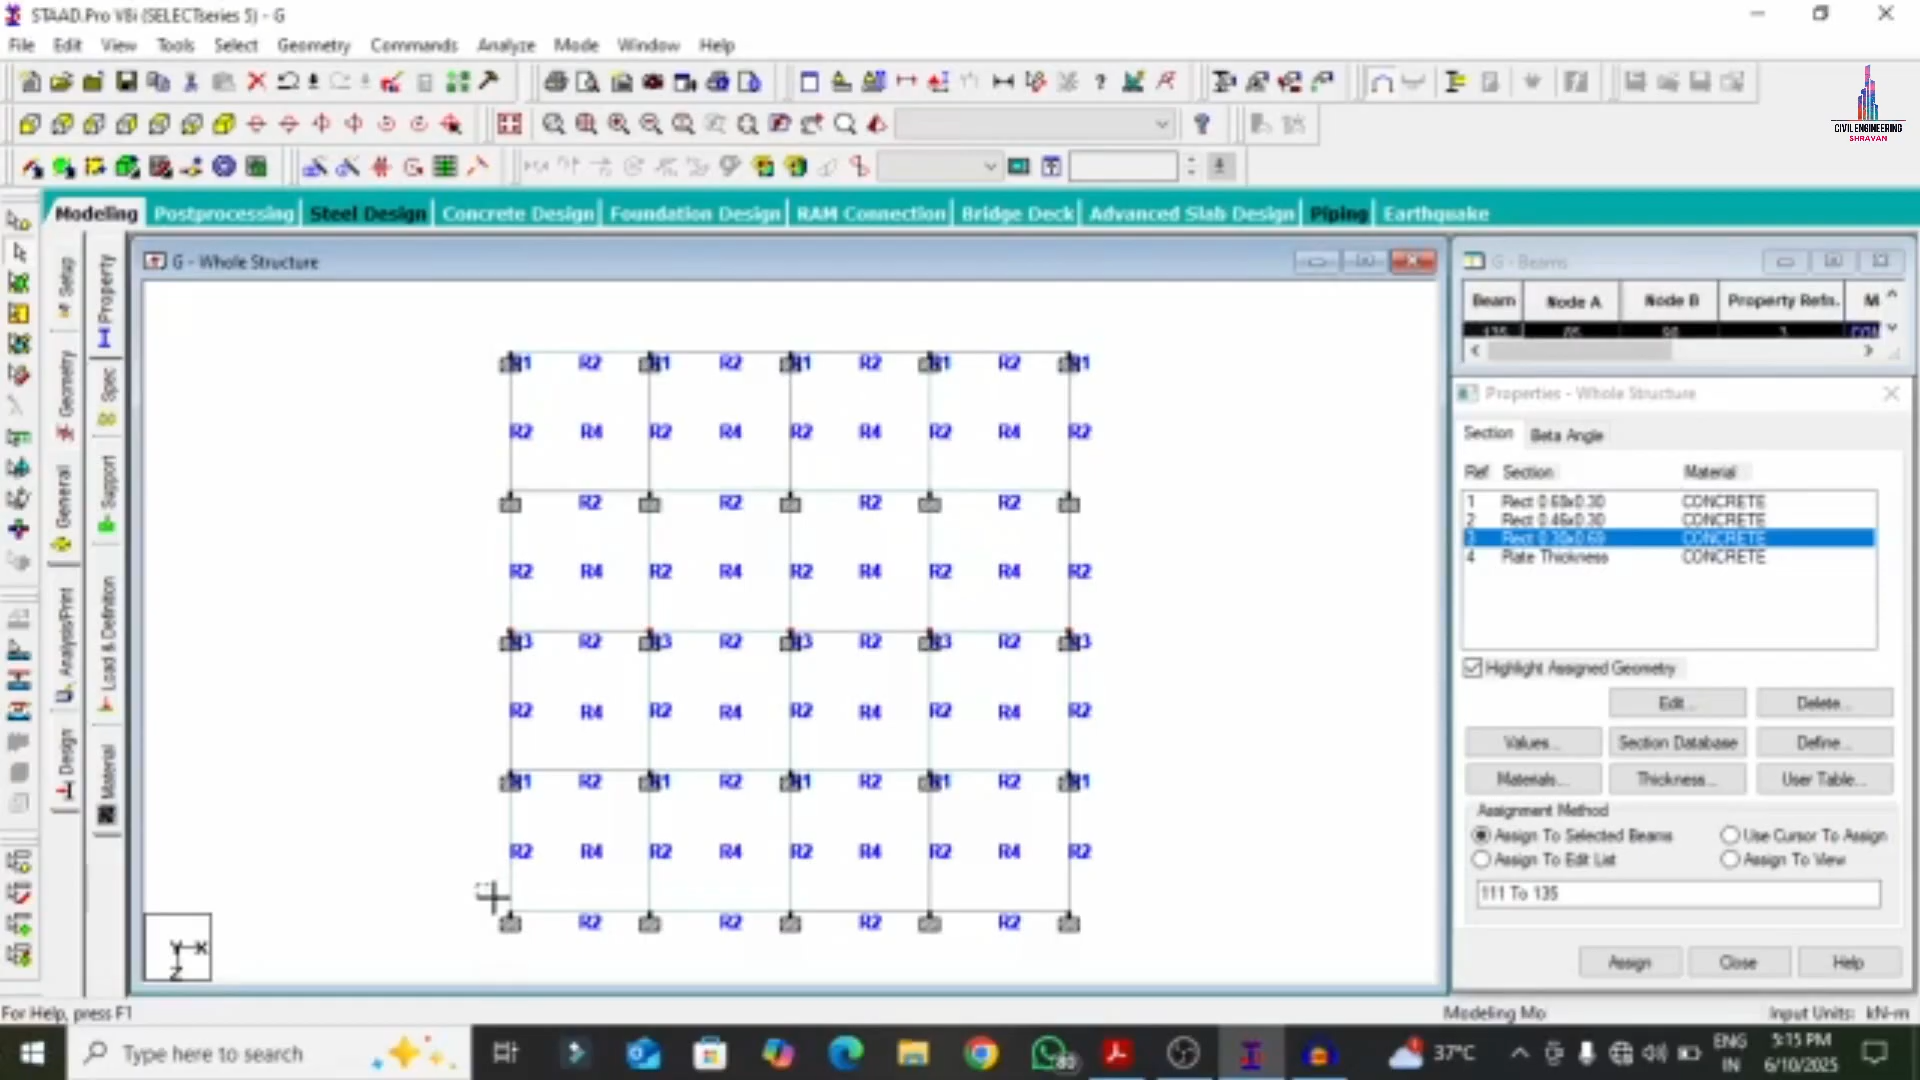 STAAD.Pro V8i (SELECTseries 5) - G
File Edit View Tools Select Geometry Commands Analyze Mode Window Help
CIVIL ENGINEERING
SHRAVAN
Modeling Postprocessing Steel Design Concrete Design Foundation Design RAM Connection Bridge Deck Advanced Slab Design Piping Earthquake
Setup
Geometry
General
Analysis/Print
Design
Property
Spec
Support
Load & Definition
Material
G - Whole Structure
R1 R2 R1 R2 R1 R2 R1 R2 R1
R2 R4 R2 R4 R2 R4 R2 R4 R2
R2 R2 R2 R2
R2 R4 R2 R4 R2 R4 R2 R4 R2
R3 R2 R3 R2 R3 R2 R3 R2 R3
R2 R4 R2 R4 R2 R4 R2 R4 R2
R1 R2 R1 R2 R1 R2 R1 R2 R1
R2 R4 R2 R4 R2 R4 R2 R4 R2
R2 R2 R2 R2
Y X
Z
G - Beams
Beam Node A Node B Property Refn. M
Properties - Whole Structure
Section Beta Angle
Ref Section Material
1 Rect 0.69x0.30 CONCRETE
2 Rect 0.46x0.30 CONCRETE
3 Rect 0.30x0.69 CONCRETE
4 Plate Thickness CONCRETE
Highlight Assigned Geometry
Edit... Delete...
Values... Section Database Define...
Materials... Thickness... User Table...
Assignment Method
Assign To Selected Beams Use Cursor To Assign
Assign To Edit List Assign To View
111 To 135
Assign Close Help
For Help, press F1
Modeling Mo Input Units: kN-m
Type here to search
80
37°C
ENG
IN
5:15 PM
6/10/2025